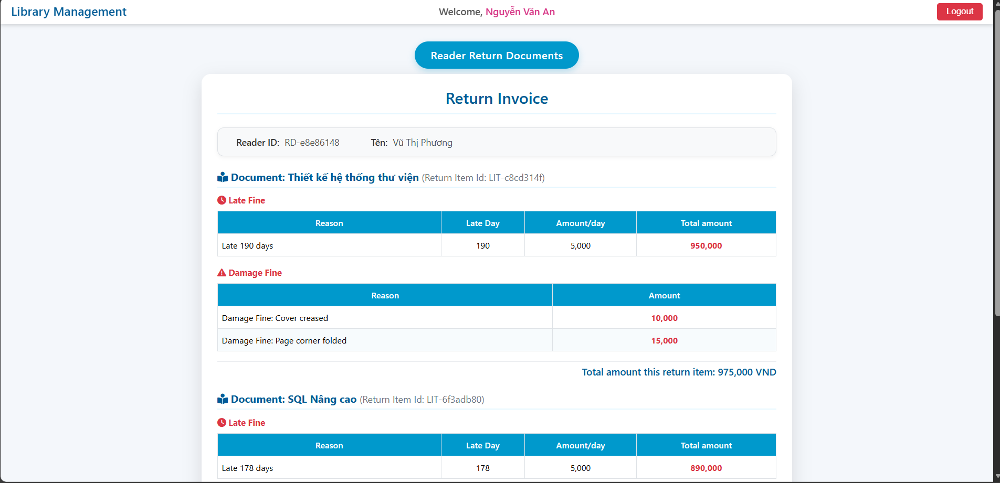 Library Management
Welcome, Nguyễn Văn An
Logout
Reader Return Documents
Return Invoice
Reader ID: RD-e8e86148 Tên: Vũ Thị Phương
Document: Thiết kế hệ thống thư viện (Return Item Id: LIT-c8cd314f)
Late Fine
Reason Late Day Amount/day Total amount
Late 190 days 190 5,000 950,000
Damage Fine
Reason Amount
Damage Fine: Cover creased 10,000
Damage Fine: Page corner folded 15,000
Total amount this return item: 975,000 VND
Document: SQL Nâng cao (Return Item Id: LIT-6f3adb80)
Late Fine
Reason Late Day Amount/day Total amount
Late 178 days 178 5,000 890,000